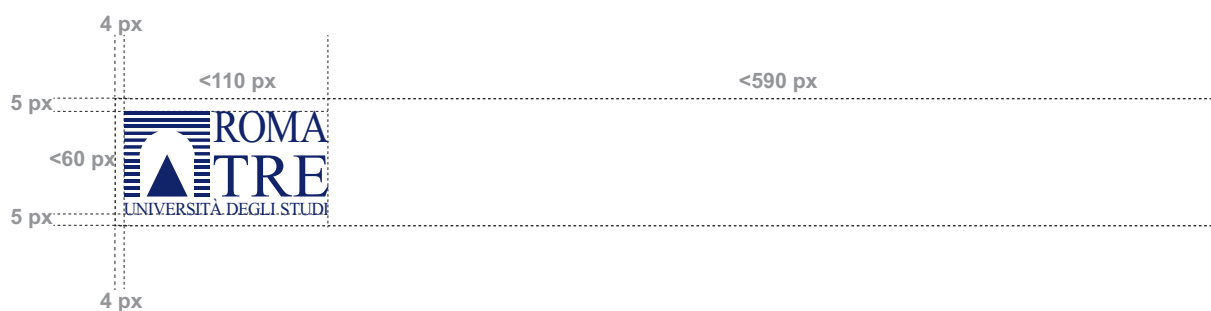 4 px
<110 px
<590 px
5 px
ROMA
<60 px
TRE
UNIVERSITÀ DEGLI STUDI
5 px
4 px